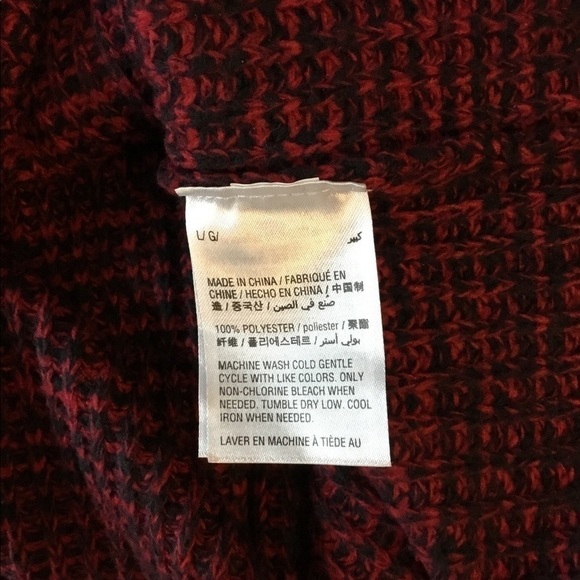 L/ G/ كبير
MADE IN CHINA / FABRIQUÉ EN
CHINE / HECHO EN CHINA / 中国制
造 / 중국산 / صنع في الصين
100% POLYESTER / poliester / 聚酯
纤维 / 폴리에스테르 / بولي أستر
MACHINE WASH COLD GENTLE
CYCLE WITH LIKE COLORS. ONLY
NON-CHLORINE BLEACH WHEN
NEEDED. TUMBLE DRY LOW. COOL
IRON WHEN NEEDED.
LAVER EN MACHINE À TIÈDE AU